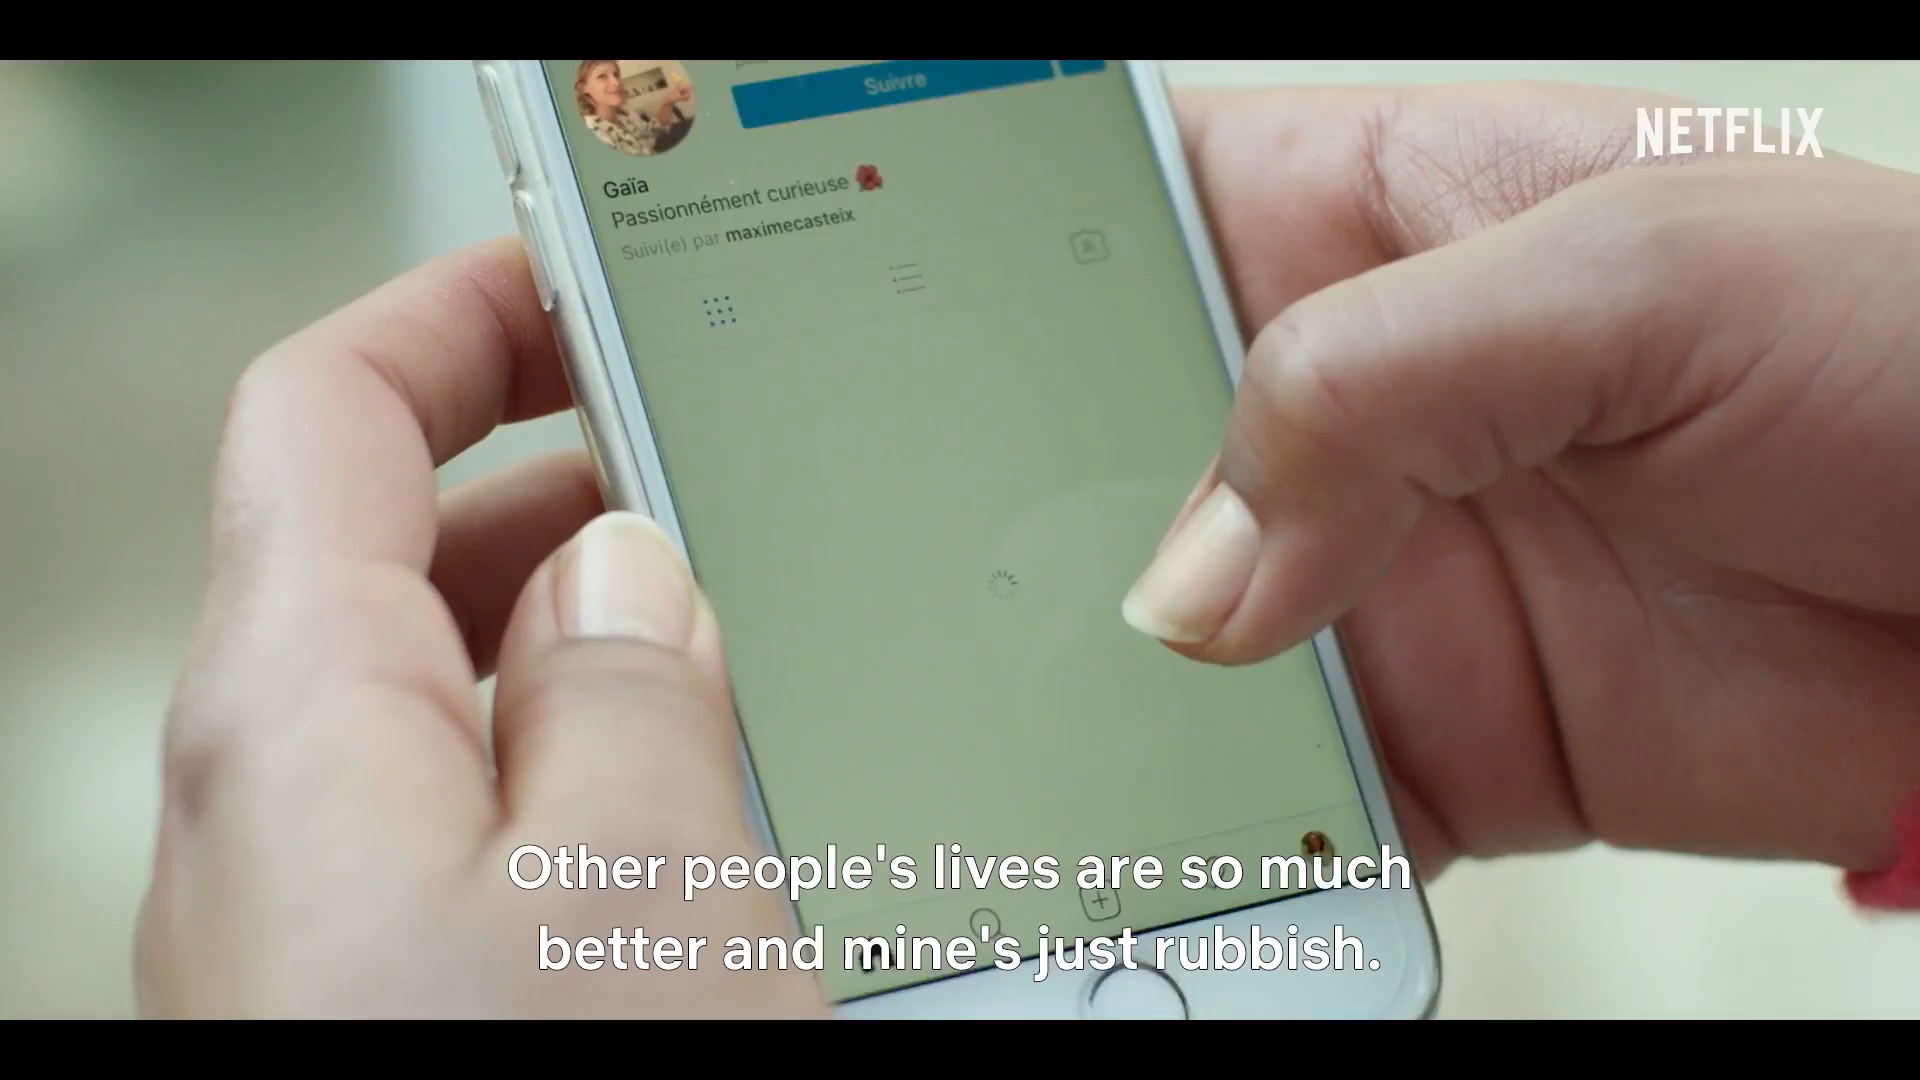 Suivre
NETFLIX
Gaïa
Passionnément curieuse
Suivi(e) par maximecasteix
Other people's lives are so much
better and mine's just rubbish.